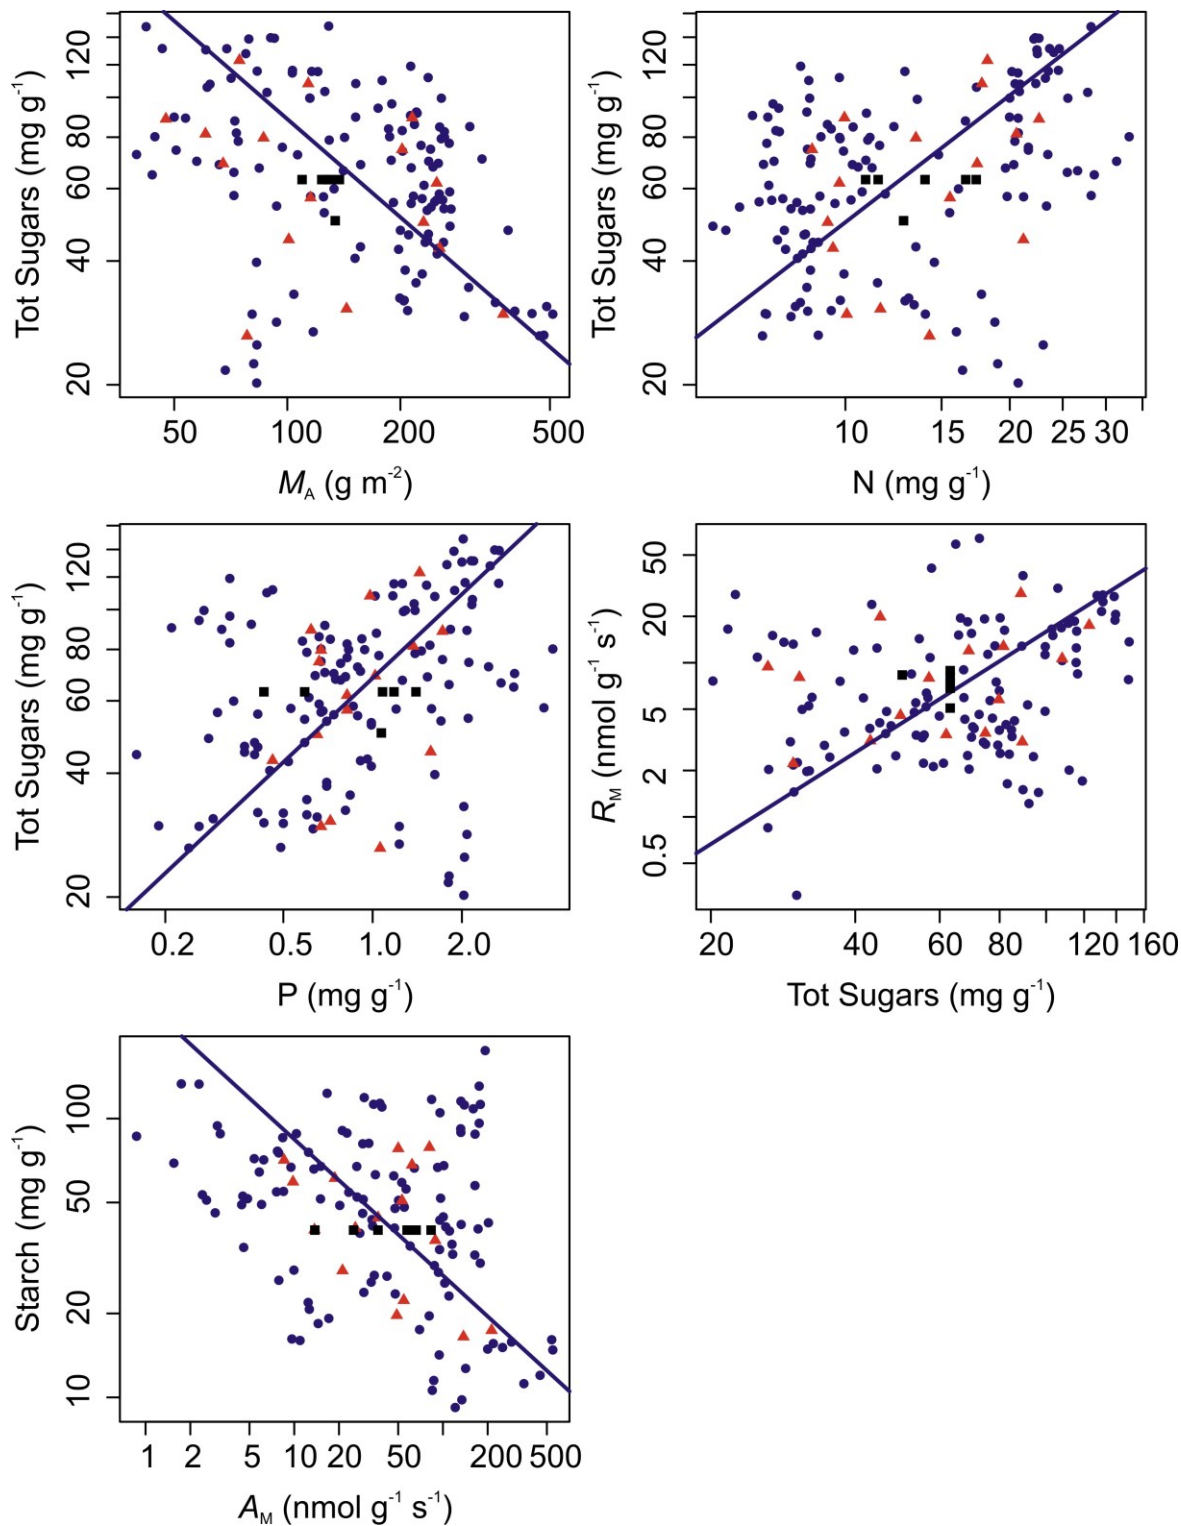 Tot Sugars (mg g⁻¹)
20 40 60 80 120
50 100 200 500
M_A (g m⁻²)
Tot Sugars (mg g⁻¹)
20 40 60 80 120
10 15 20 25 30
N (mg g⁻¹)
Tot Sugars (mg g⁻¹)
20 40 60 80 120
0.2 0.5 1.0 2.0
P (mg g⁻¹)
R_M (nmol g⁻¹ s⁻¹)
0.5 2 5 20 50
20 40 60 80 120 160
Tot Sugars (mg g⁻¹)
Starch (mg g⁻¹)
10 20 50 100
1 2 5 10 20 50 200 500
A_M (nmol g⁻¹ s⁻¹)